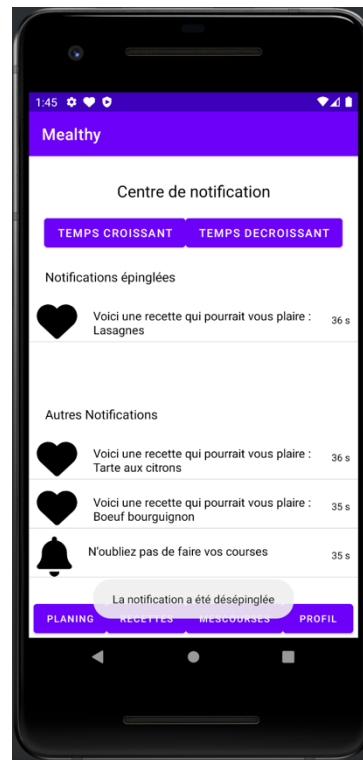 1:45
Mealthy
Centre de notification
TEMPS CROISSANT TEMPS DECROISSANT
Notifications épinglées
Voici une recette qui pourrait vous plaire :
Lasagnes
36 s
Autres Notifications
Voici une recette qui pourrait vous plaire :
Tarte aux citrons
36 s
Voici une recette qui pourrait vous plaire :
Boeuf bourguignon
35 s
N'oubliez pas de faire vos courses
35 s
La notification a été désépinglée
PLANING RECETTES MESCOURSES PROFIL